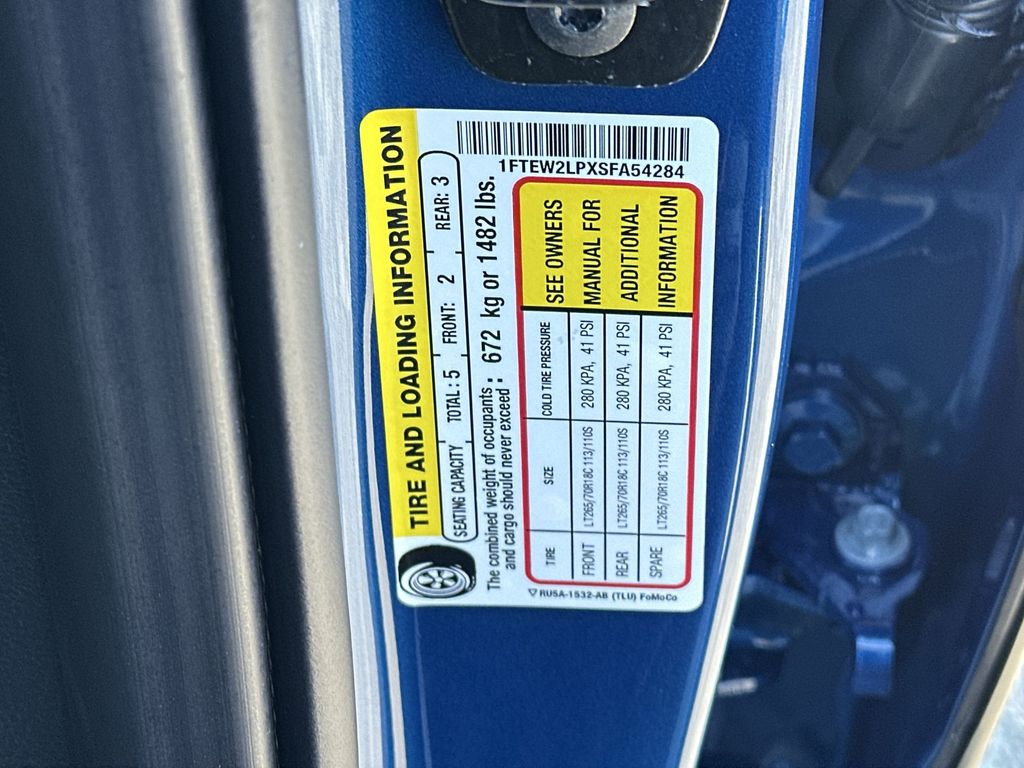 TIRE AND LOADING INFORMATION
SEATING CAPACITY TOTAL: 5 FRONT: 2 REAR: 3
The combined weight of occupants : 672 kg or 1482 lbs.
and cargo should never exceed :
1FTEW2LPXSFA54284
TIRE SIZE COLD TIRE PRESSURE
FRONT LT265/70R18C 113/110S 280 KPA, 41 PSI
REAR LT265/70R18C 113/110S 280 KPA, 41 PSI
SPARE LT265/70R18C 113/110S 280 KPA, 41 PSI
SEE OWNERS
MANUAL FOR
ADDITIONAL
INFORMATION
RU5A-1532-AB (TLU) FoMoCo